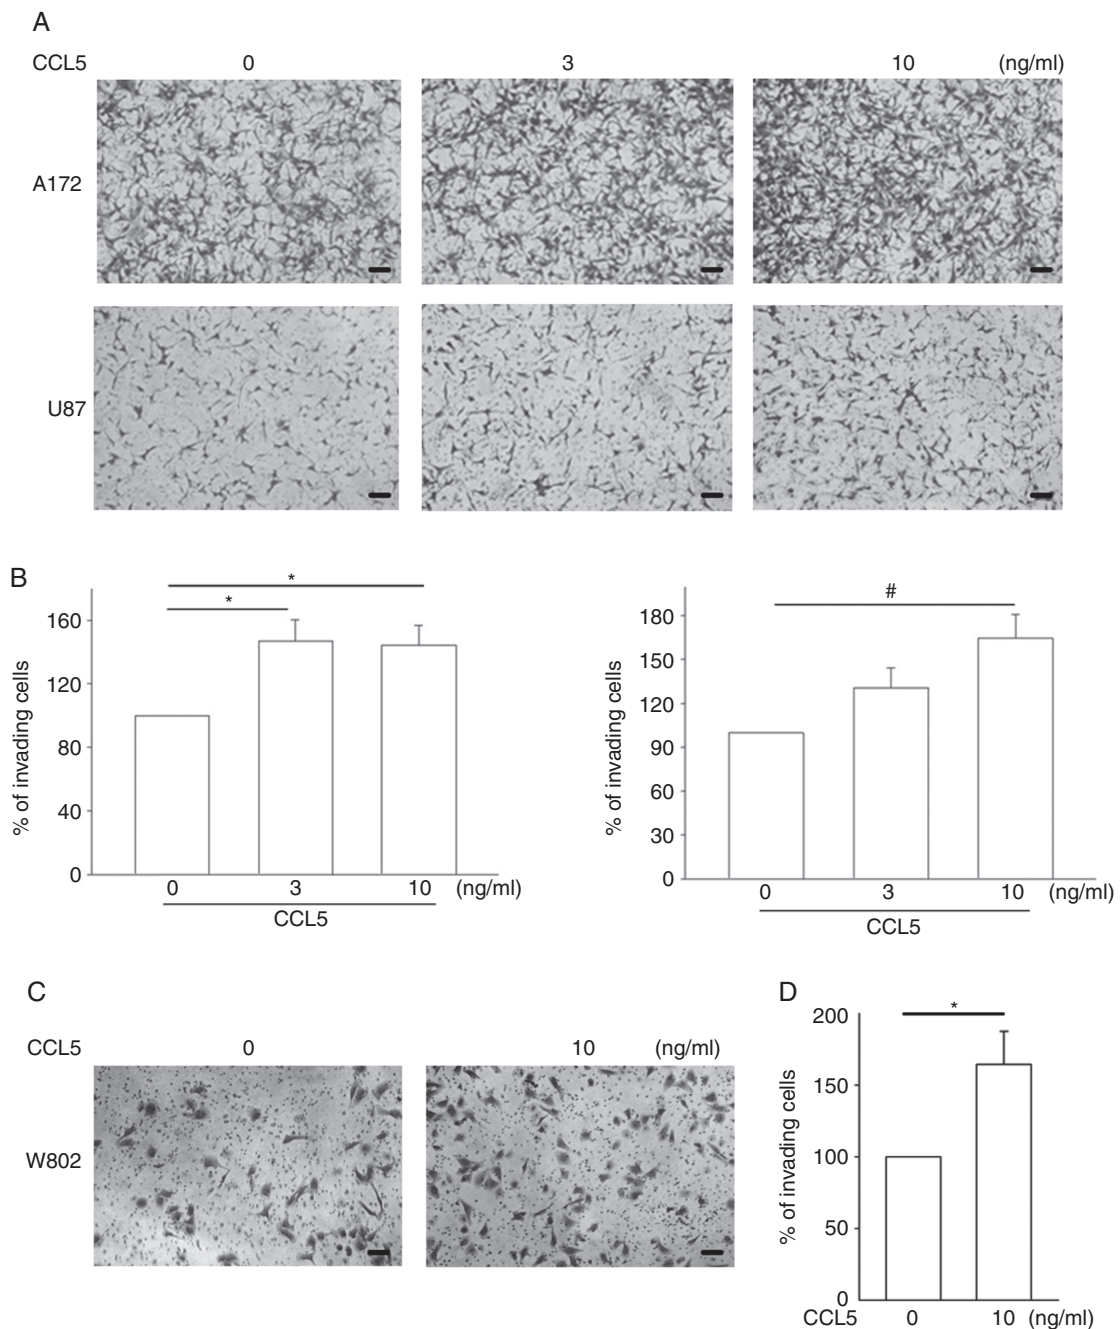 A
CCL5 0 3 10 (ng/ml)
A172
U87
B
% of invading cells
160
120
80
40
0
*
*
0 3 10 (ng/ml)
CCL5
% of invading cells
180
150
120
90
60
30
0
#
0 3 10 (ng/ml)
CCL5
C
CCL5 0 10 (ng/ml)
W802
D
% of invading cells
200
150
100
50
0
*
CCL5 0 10 (ng/ml)